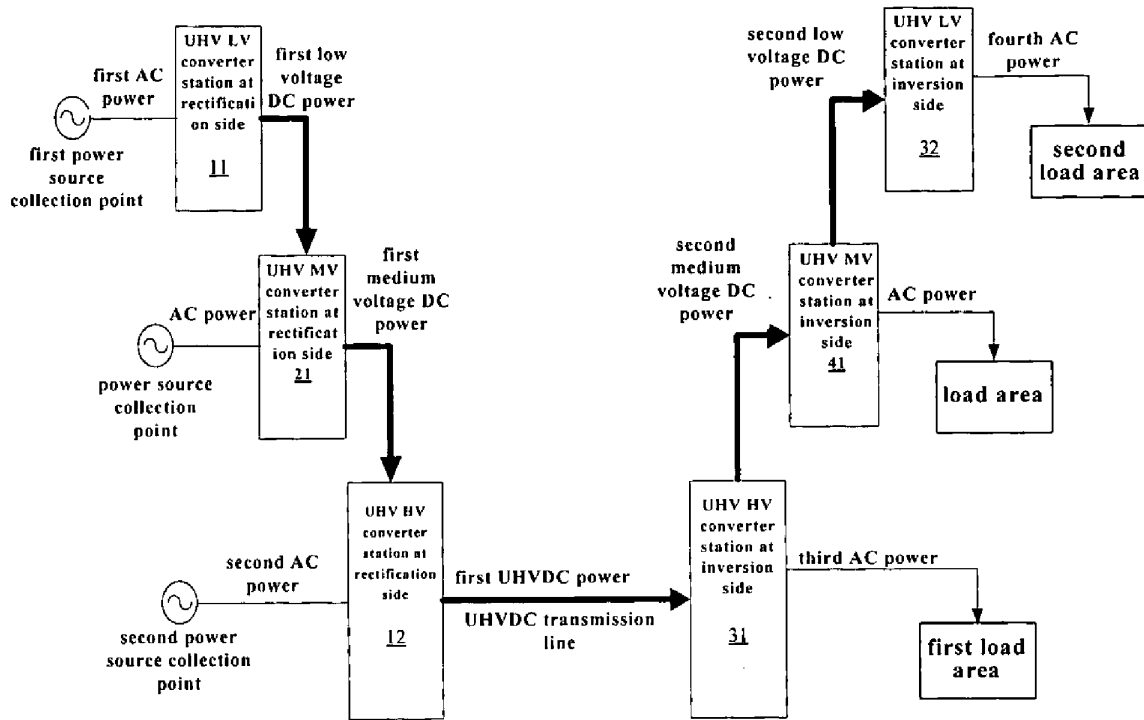 UHV LV
converter
station at
rectificati
on side
11
first AC
power
first power
source
collection point
first low
voltage
DC power
UHV MV
converter
station at
rectificat
ion side
21
AC power
power source
collection
point
first
medium
voltage DC
power
UHV HV
converter
station at
rectification
side
12
second AC
power
second power
source collection
point
first UHVDC power
UHVDC transmission
line
UHV HV
converter
station at
inversion
side
31
third AC power
first load
area
second
medium
voltage DC
power
UHV MV
converter
station at
inversion
side
41
AC power
load area
second low
voltage DC
power
UHV LV
converter
station at
inversion
side
32
fourth AC
power
second
load area